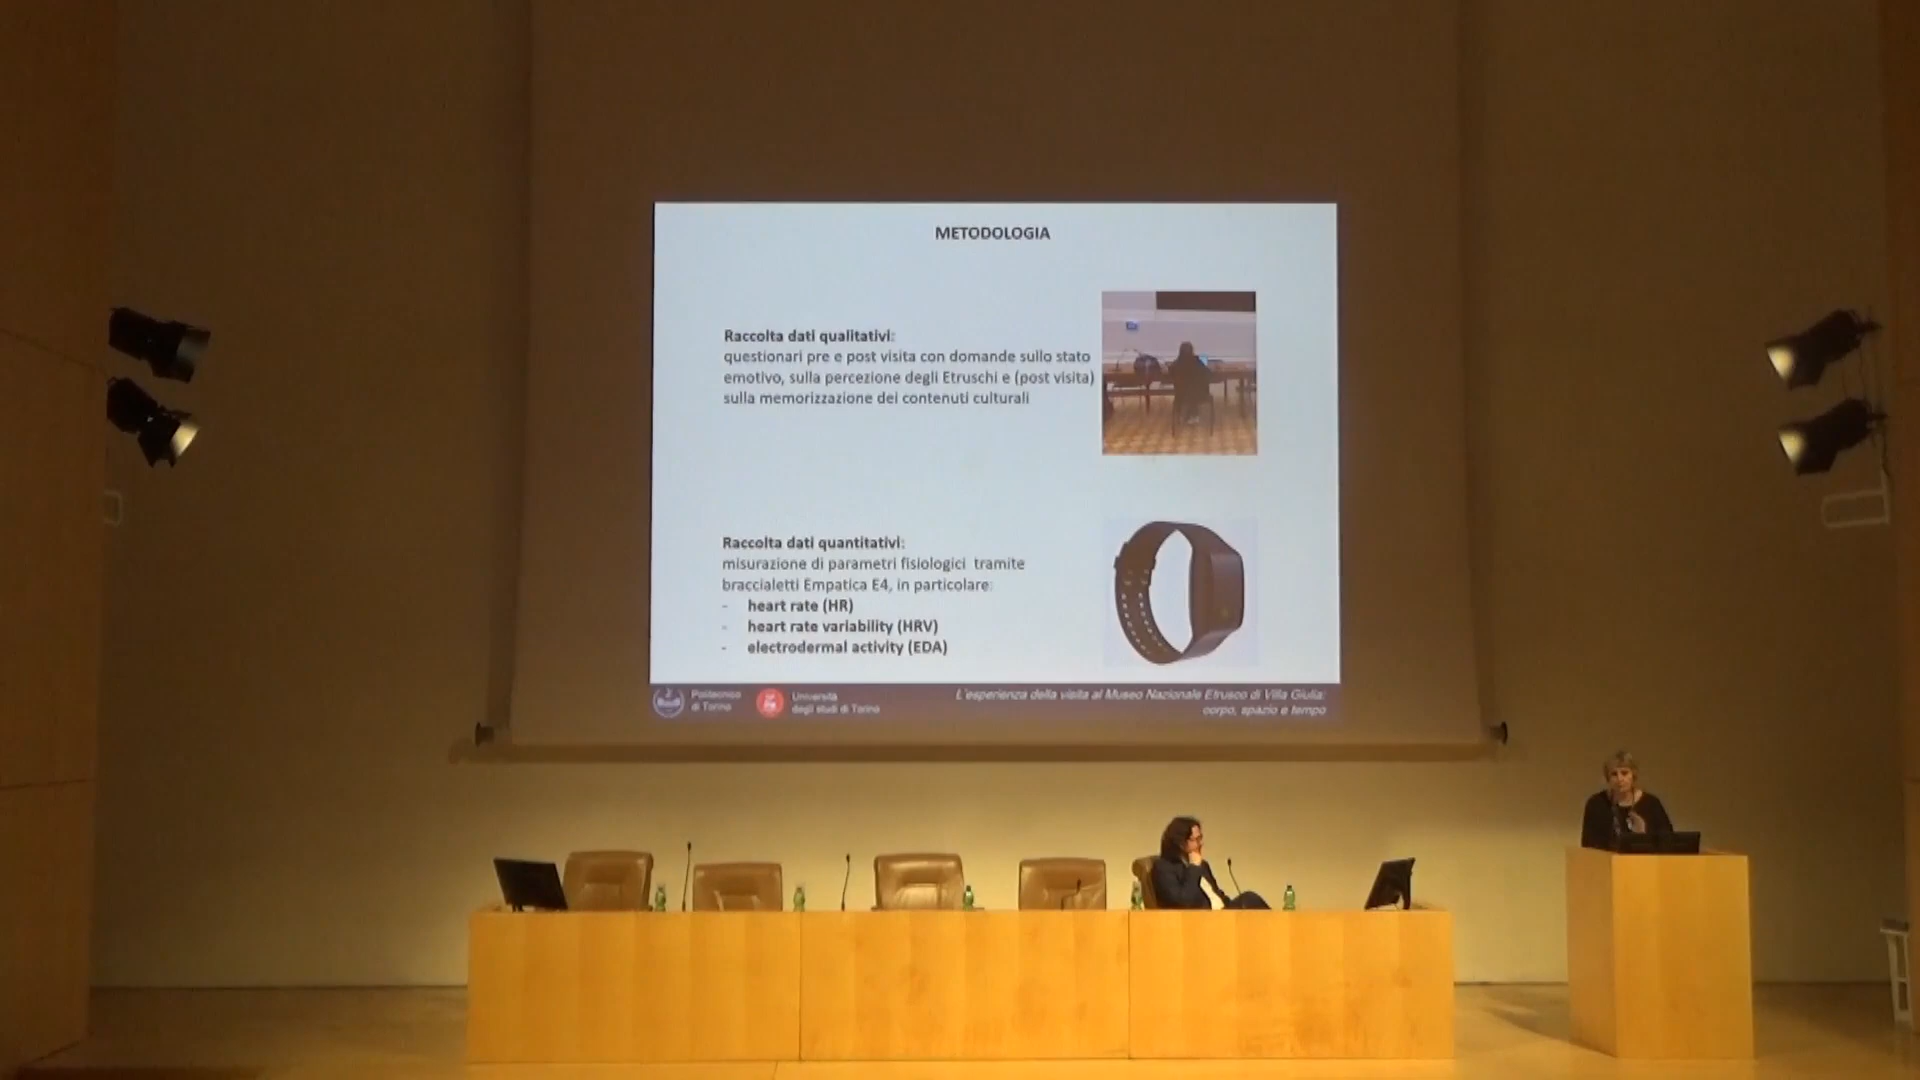 METODOLOGIA
Raccolta dati qualitativi:
questionari pre e post visita con domande sullo stato
emotivo, sulla percezione degli Etruschi e (post visita)
sulla memorizzazione dei contenuti culturali
Raccolta dati quantitativi:
misurazione di parametri fisiologici tramite
braccialetti Empatica E4, in particolare:
- heart rate (HR)
- heart rate variability (HRV)
- electrodermal activity (EDA)
Politecnico
di Torino
Università
degli studi di Torino
L'esperienza della visita al Museo Nazionale Etrusco di Villa Giulia:
corpo, spazio e tempo